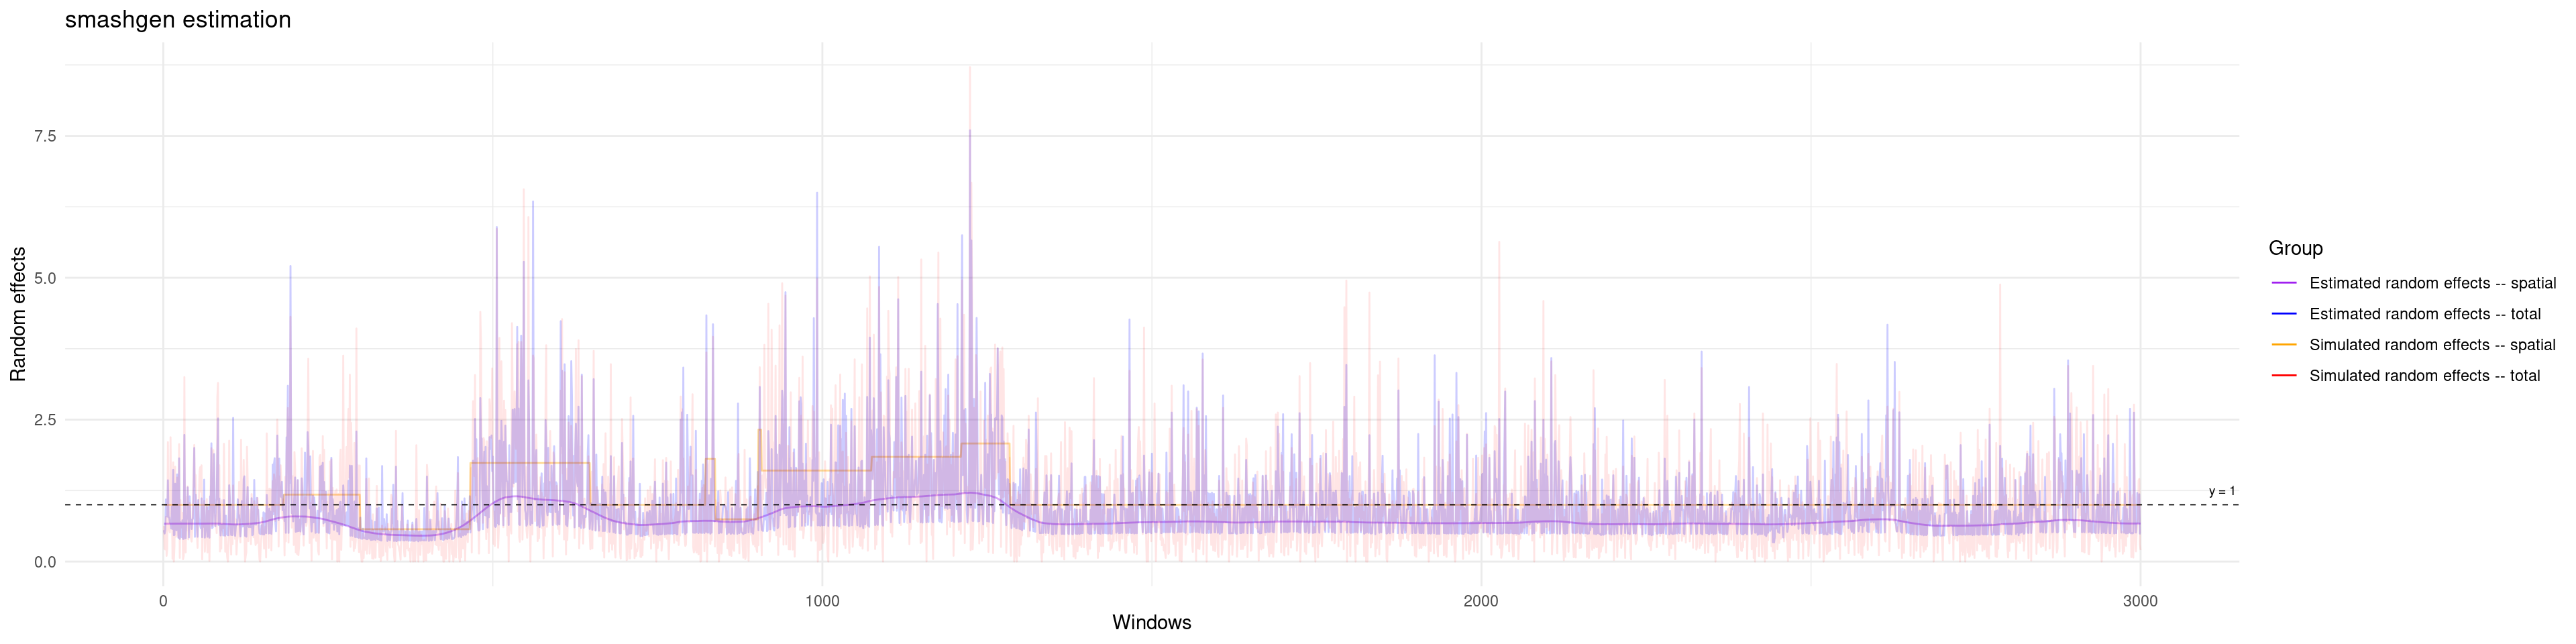 smashgen estimation
Random effects
7.5
5.0
2.5
0.0
y = 1
0
1000
2000
3000
Windows
Group
Estimated random effects -- spatial
Estimated random effects -- total
Simulated random effects -- spatial
Simulated random effects -- total